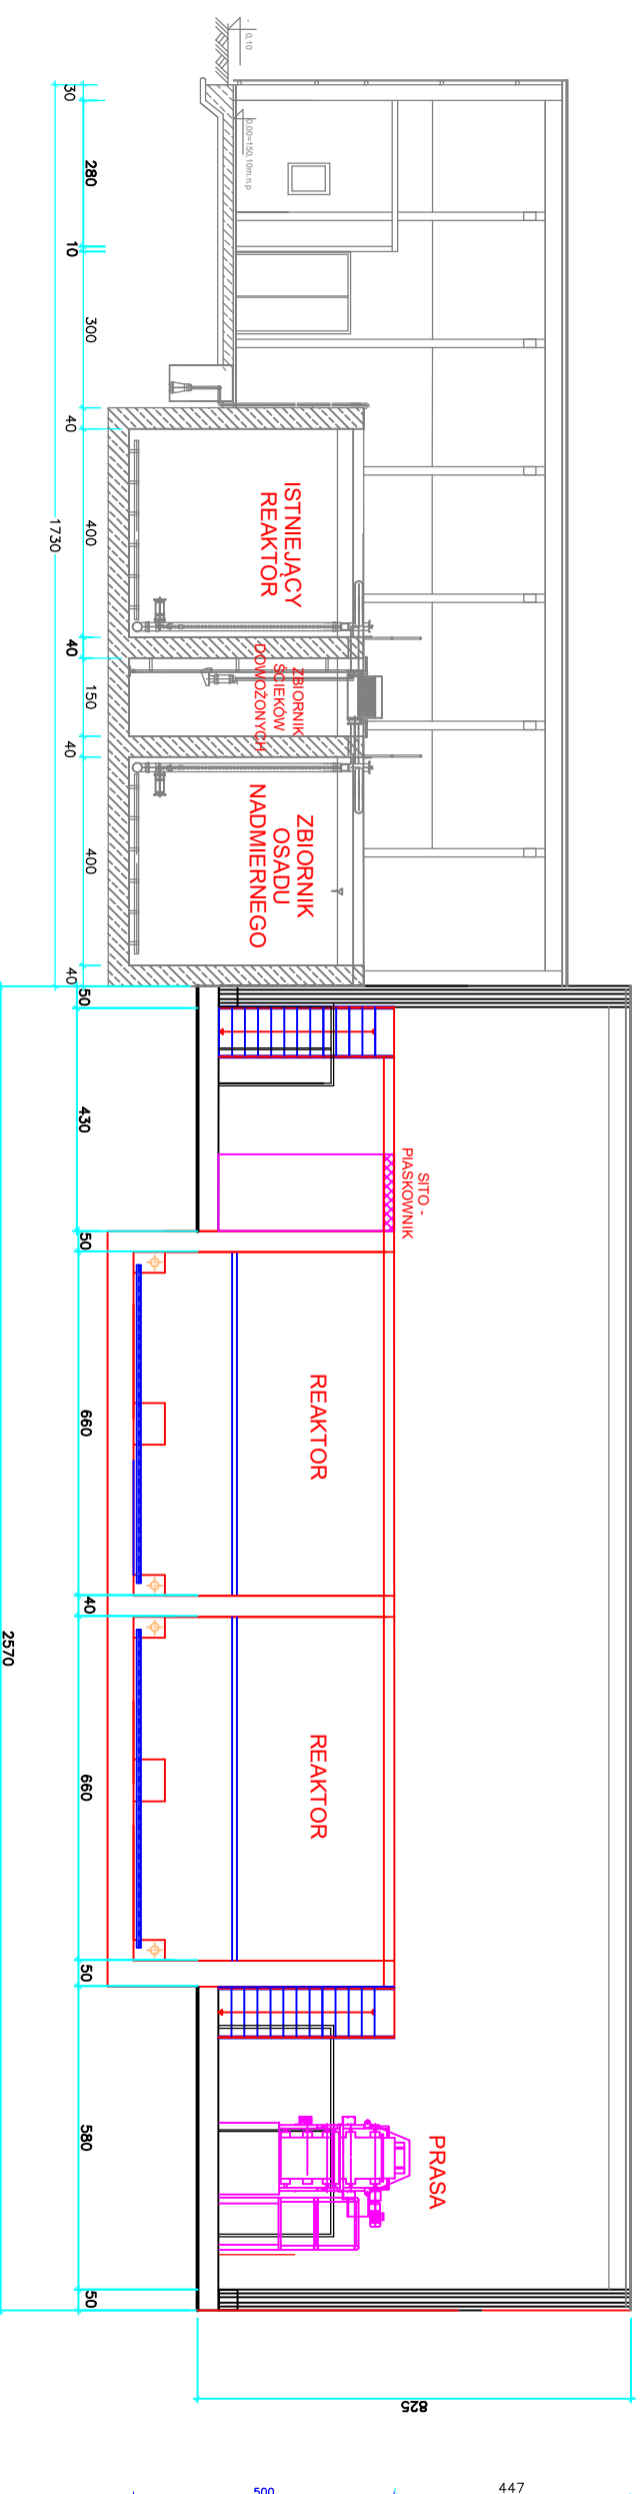 - 0,10
0,00=150,10m.n.p
30
280
10
300
40
400
40
150
40
400
40
1730
ISTNIEJĄCY
REAKTOR
ZBIORNIK
ŚCIEKÓW
DOWOŻONYCH
ZBIORNIK
OSADU
NADMIERNEGO
50
430
50
660
40
660
50
580
50
2570
SITO -
PIASKOWNIK
REAKTOR
REAKTOR
PRASA
825
500
447